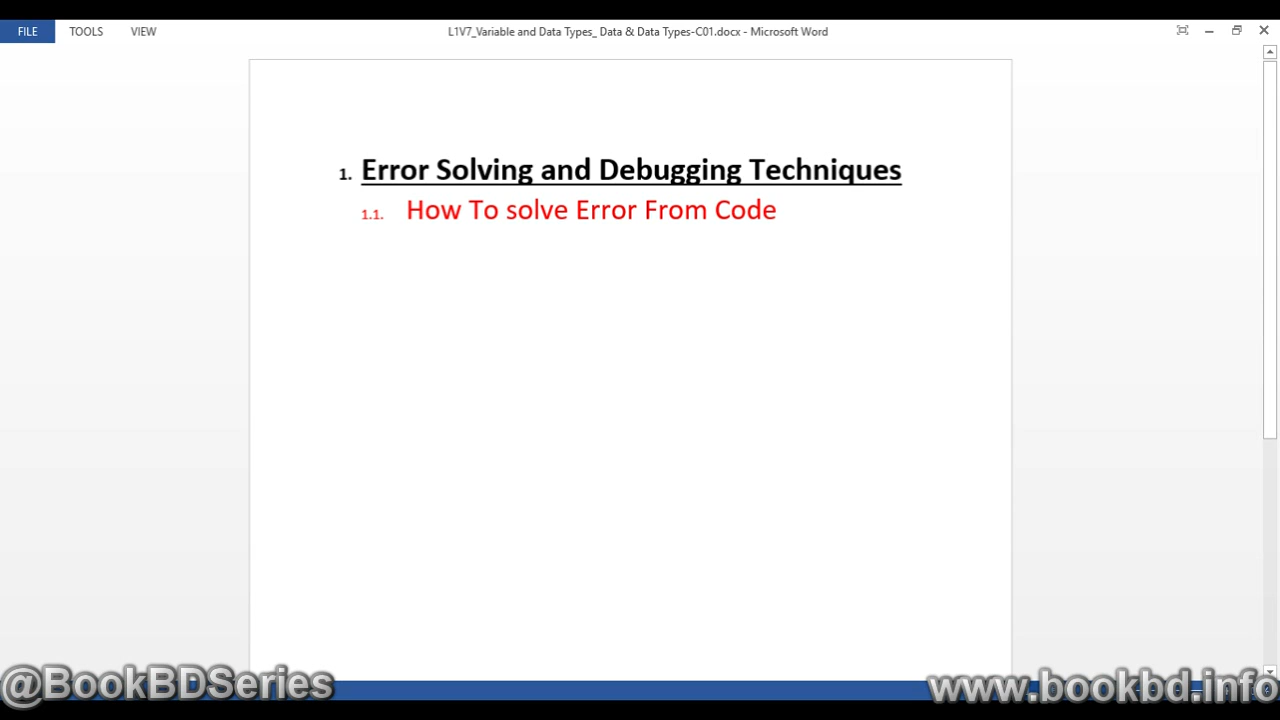 FILE TOOLS VIEW L1V7_Variable and Data Types_ Data & Data Types-C01.docx - Microsoft Word
1. Error Solving and Debugging Techniques
1.1. How To solve Error From Code
@BookBDSeries www.bookbd.info